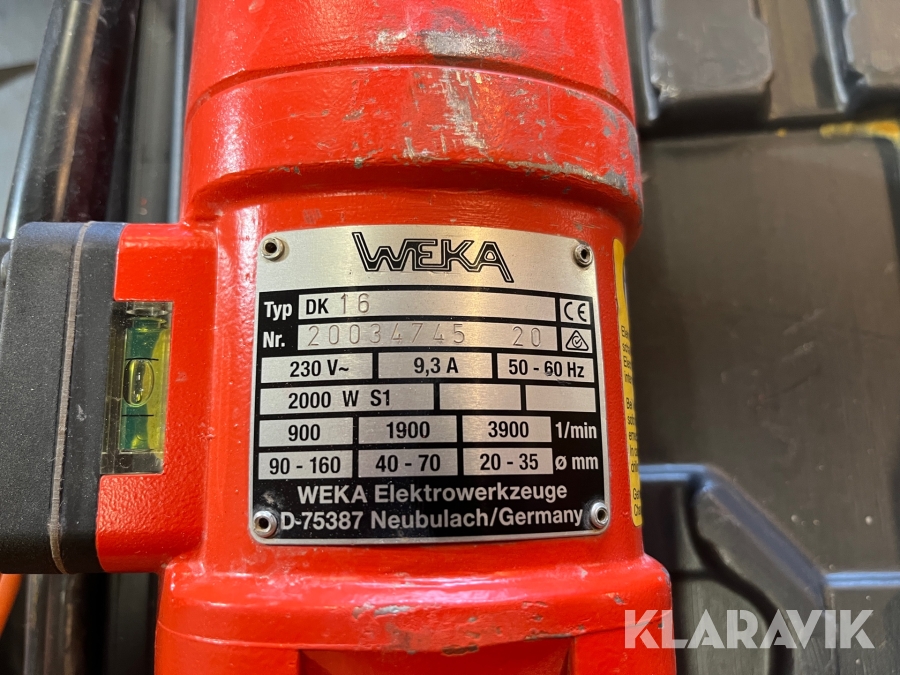 WEKA
Typ DK 16 CE
Nr. 20034745 20
230 V~ 9,3 A 50 - 60 Hz
2000 W S1
900 1900 3900 1/min
90 - 160 40 - 70 20 - 35 ø mm
WEKA Elektrowerkzeuge
D-75387 Neubulach/Germany
KLARAVIK